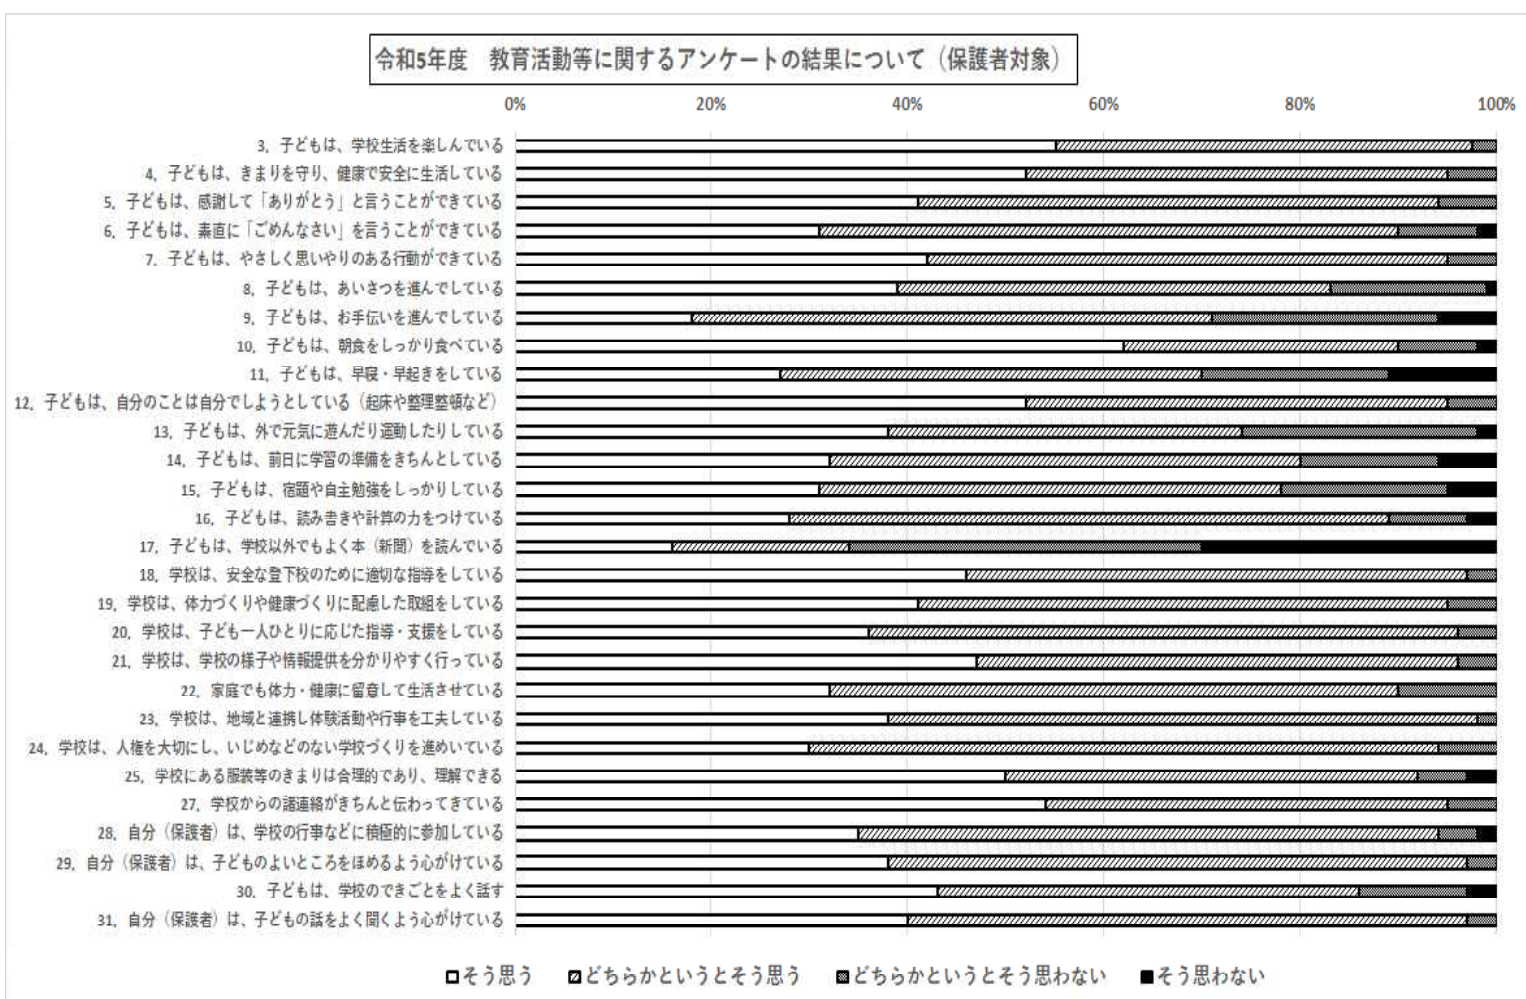 令和5年度　教育活動等に関するアンケートの結果について（保護者対象）
0% 20% 40% 60% 80% 100%
3．子どもは、学校生活を楽しんでいる
4．子どもは、きまりを守り、健康で安全に生活している
5．子どもは、感謝して「ありがとう」と言うことができている
6．子どもは、素直に「ごめんなさい」を言うことができている
7．子どもは、やさしく思いやりのある行動ができている
8．子どもは、あいさつを進んでしている
9．子どもは、お手伝いを進んでしている
10．子どもは、朝食をしっかり食べている
11．子どもは、早寝・早起きをしている
12．子どもは、自分のことは自分でしようとしている（起床や整理整頓など）
13．子どもは、外で元気に遊んだり運動したりしている
14．子どもは、前日に学習の準備をきちんとしている
15．子どもは、宿題や自主勉強をしっかりしている
16．子どもは、読み書きや計算の力をつけている
17．子どもは、学校以外でもよく本（新聞）を読んでいる
18．学校は、安全な登下校のために適切な指導をしている
19．学校は、体力づくりや健康づくりに配慮した取組をしている
20．学校は、子ども一人ひとりに応じた指導・支援をしている
21．学校は、学校の様子や情報提供を分かりやすく行っている
22．家庭でも体力・健康に留意して生活させている
23．学校は、地域と連携し体験活動や行事を工夫している
24．学校は、人権を大切にし、いじめなどのない学校づくりを進めいている
25．学校にある服装等のきまりは合理的であり、理解できる
27．学校からの諸連絡がきちんと伝わってきている
28．自分（保護者）は、学校の行事などに積極的に参加している
29．自分（保護者）は、子どものよいところをほめるよう心がけている
30．子どもは、学校のできごとをよく話す
31．自分（保護者）は、子どもの話をよく聞くよう心がけている
そう思う どちらかというとそう思う どちらかというとそう思わない そう思わない